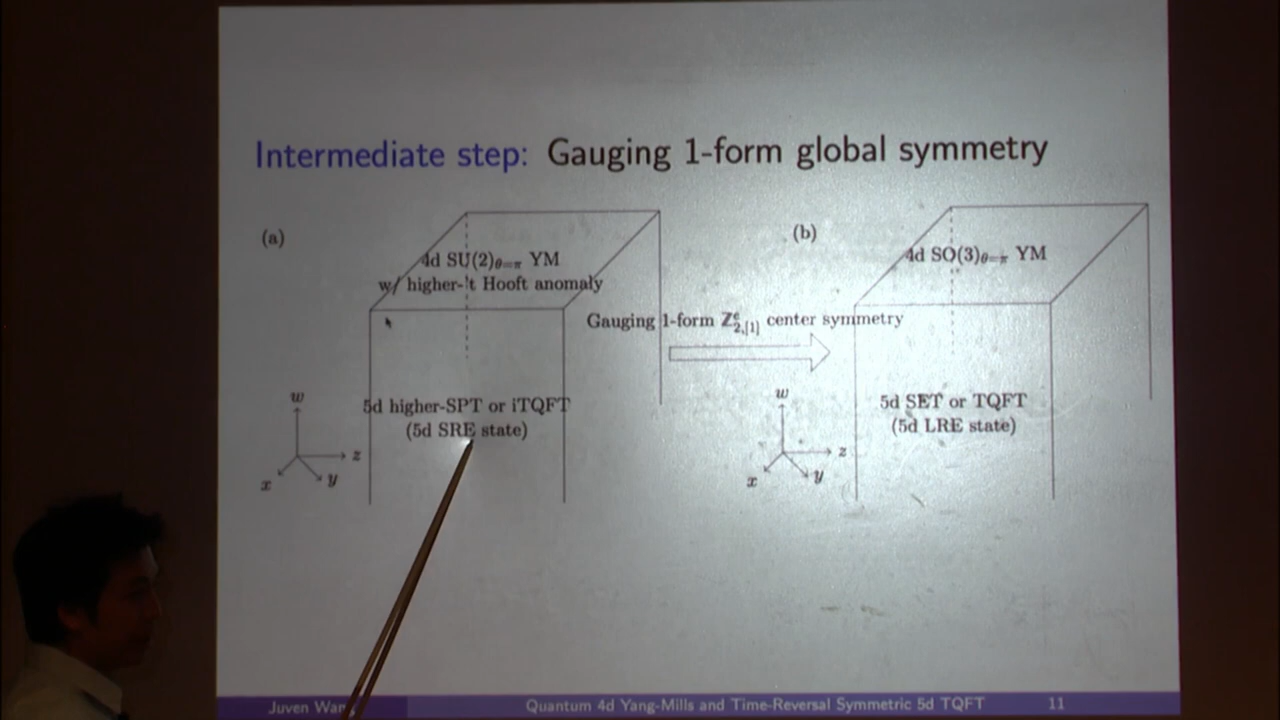 Intermediate step: Gauging 1-form global symmetry
(a)
4d SU(2)θ=π YM
w/ higher-'t Hooft anomaly
5d higher-SPT or iTQFT
(5d SRE state)
w
z
x
y
Gauging 1-form ℤᵉ₂,[₁] center symmetry
(b)
4d SO(3)θ=π YM
5d SET or TQFT
(5d LRE state)
w
z
x
y
Juven
Quantum 4d Yang-Mills and Time-Reversal Symmetric 5d TQFT
11